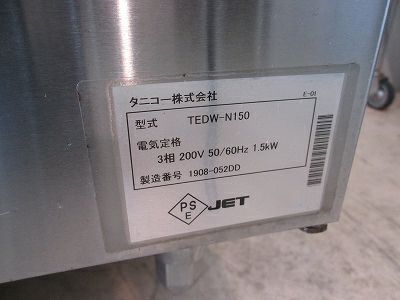 タニコー株式会社
E-01
型式 TEDW-N150
電気定格
3相 200V 50/60Hz 1.5kW
製造番号 1908-052DD
PS
E
JET